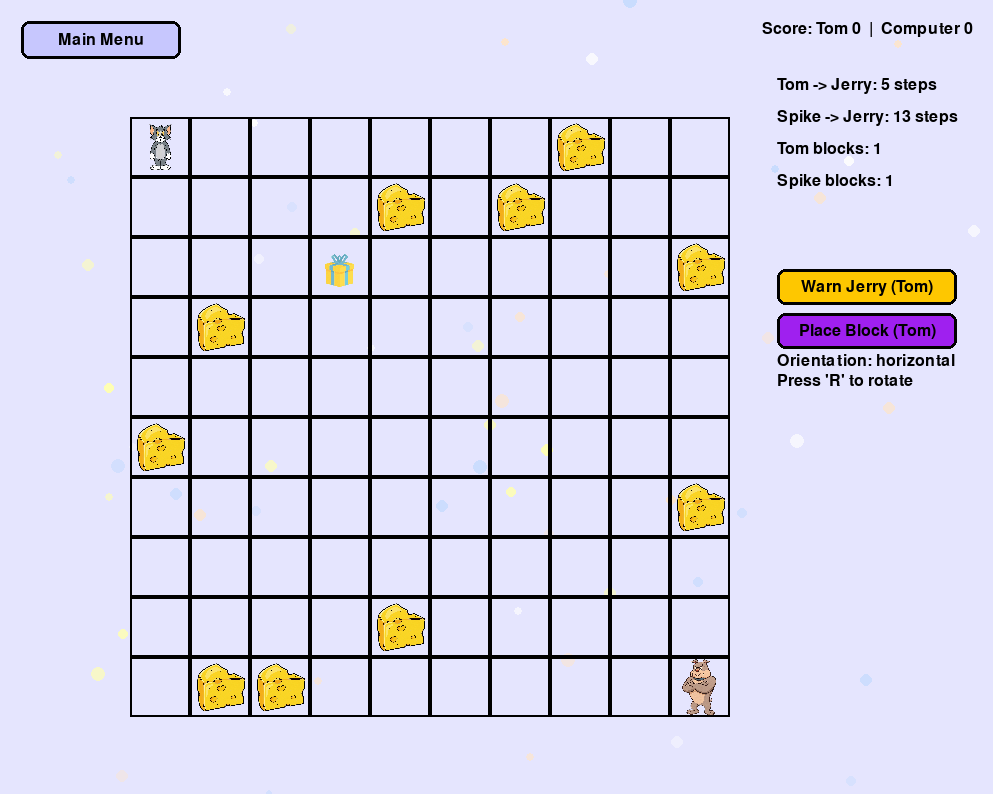 Main Menu
Score: Tom 0 | Computer 0
Tom -> Jerry: 5 steps
Spike -> Jerry: 13 steps
Tom blocks: 1
Spike blocks: 1
Warn Jerry (Tom)
Place Block (Tom)
Orientation: horizontal
Press 'R' to rotate